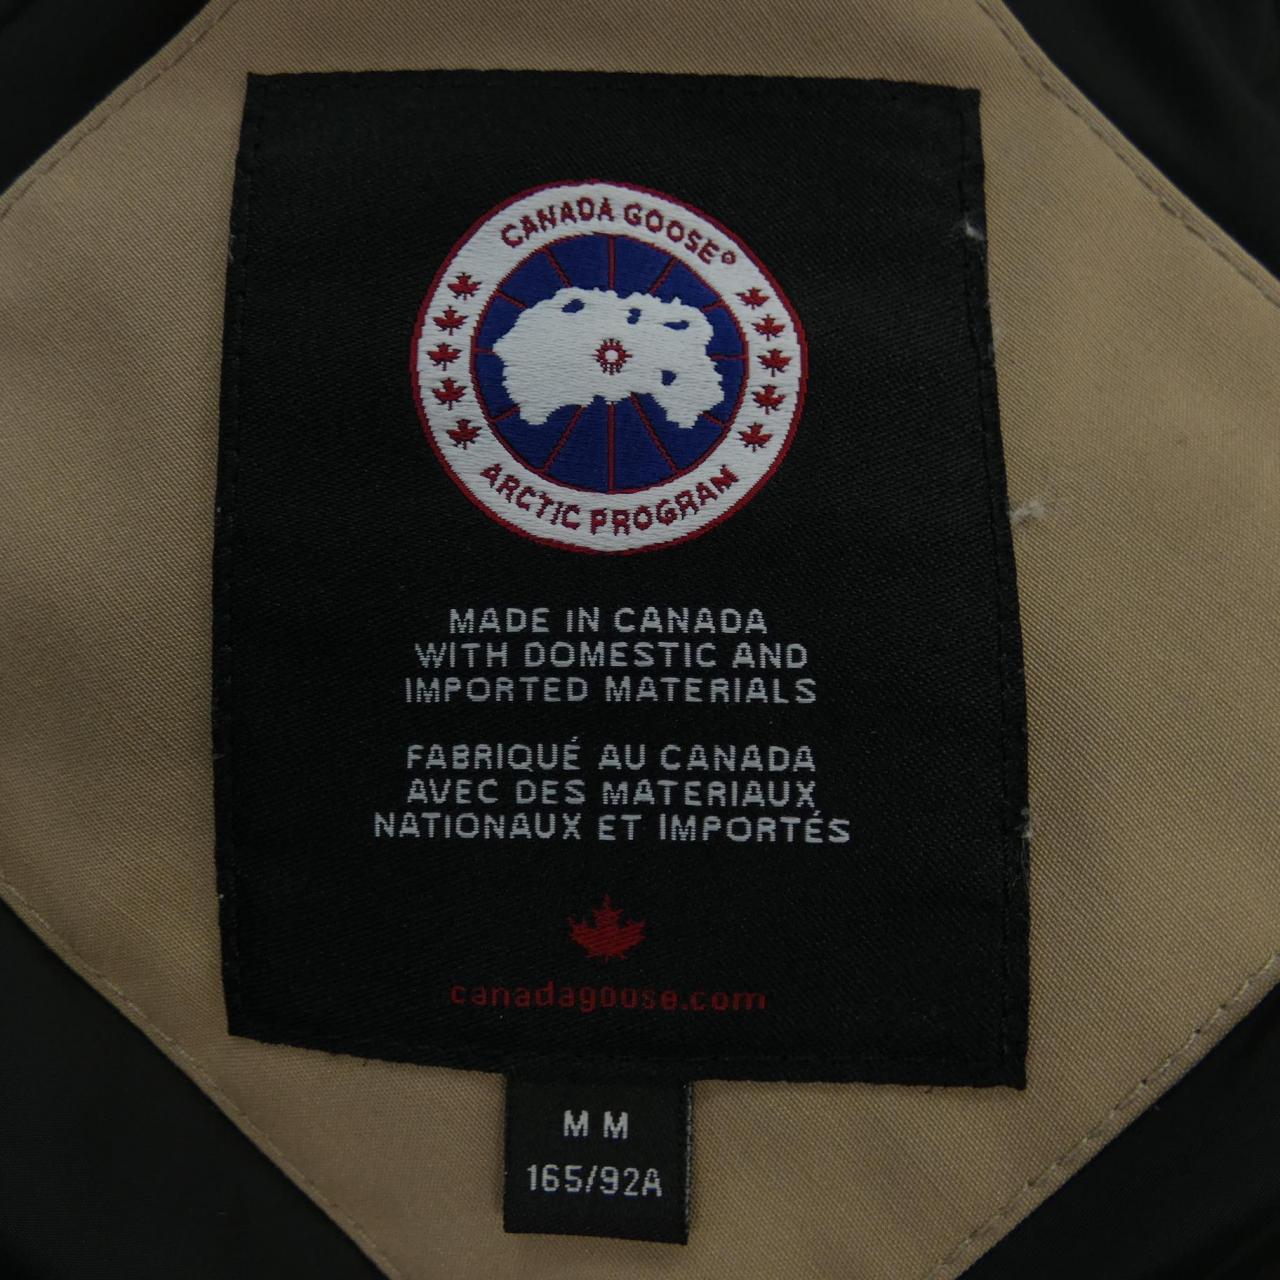 CANADA GOOSE®
ARCTIC PROGRAM
MADE IN CANADA
WITH DOMESTIC AND
IMPORTED MATERIALS
FABRIQUÉ AU CANADA
AVEC DES MATERIAUX
NATIONAUX ET IMPORTÉS
canadagoose.com
M M
165/92A